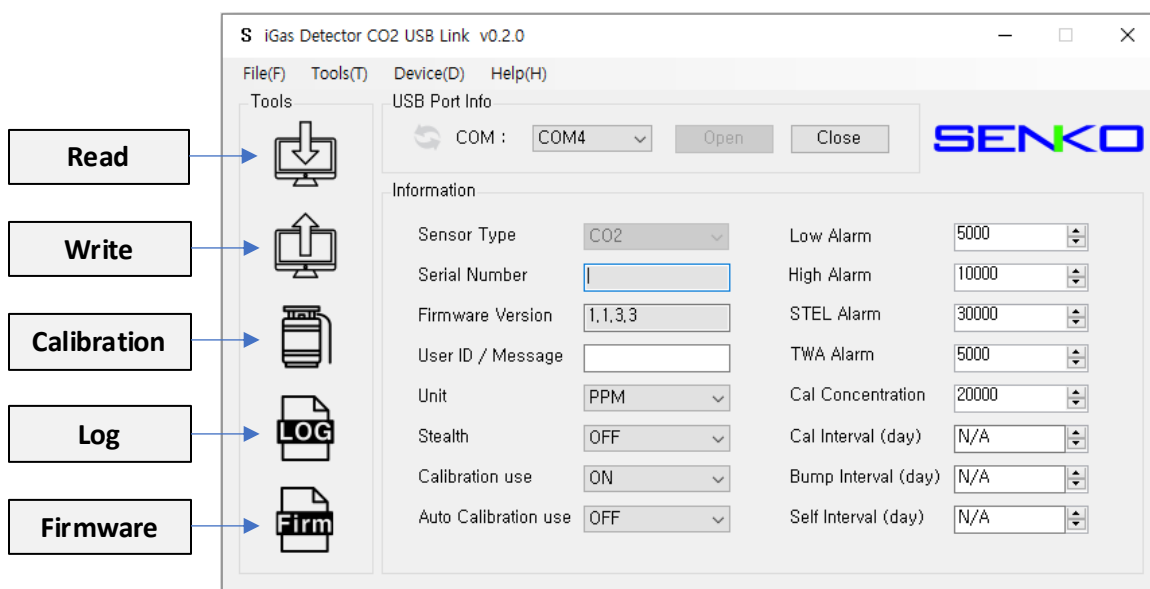 S iGas Detector CO2 USB Link v0.2.0
File(F) Tools(T) Device(D) Help(H)
Tools
Read
Write
Calibration
Log
LOG
Firmware
Firm
USB Port Info
COM : COM4 Open Close
SENKO
Information
Sensor Type CO2
Serial Number
Firmware Version 1,1,3,3
User ID / Message
Unit PPM
Stealth OFF
Calibration use ON
Auto Calibration use OFF
Low Alarm 5000
High Alarm 10000
STEL Alarm 30000
TWA Alarm 5000
Cal Concentration 20000
Cal Interval (day) N/A
Bump Interval (day) N/A
Self Interval (day) N/A